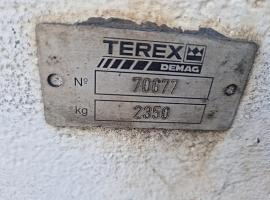 TEREX
DEMAG
Nº 70677
kg 2350